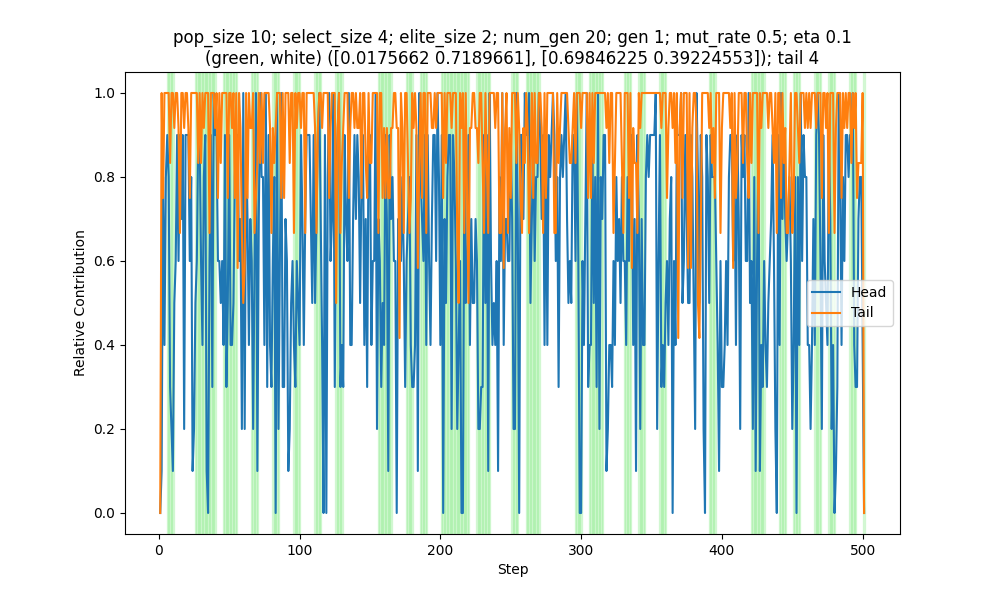 pop_size 10; select_size 4; elite_size 2; num_gen 20; gen 1; mut_rate 0.5; eta 0.1
(green, white) ([0.0175662 0.7189661], [0.69846225 0.39224553]); tail 4
1.0
0.8
0.6
0.4
0.2
0.0
Relative Contribution
Head
Tail
0
100
200
300
400
500
Step